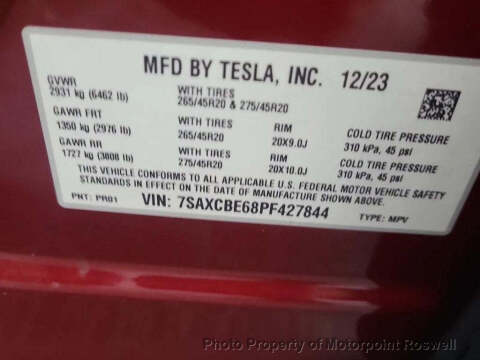 MFD BY TESLA, INC. 12/23
GVWR
2931 kg (6462 lb)
WITH TIRES
265/45R20 & 275/45R20
GAWR FRT
1350 kg (2976 lb)
WITH TIRES
265/45R20
RIM
20X9.0J
COLD TIRE PRESSURE
310 kPa, 45 psi
GAWR RR
1727 kg (3808 lb)
WITH TIRES
275/45R20
RIM
20X10.0J
COLD TIRE PRESSURE
310 kPa, 45 psi
THIS VEHICLE CONFORMS TO ALL APPLICABLE U.S. FEDERAL MOTOR VEHICLE SAFETY
STANDARDS IN EFFECT ON THE DATE OF MANUFACTURE SHOWN ABOVE.
PNT: PR01
VIN: 7SAXCBE68PF427844
TYPE: MPV
Photo Property of Motorpoint Roswell